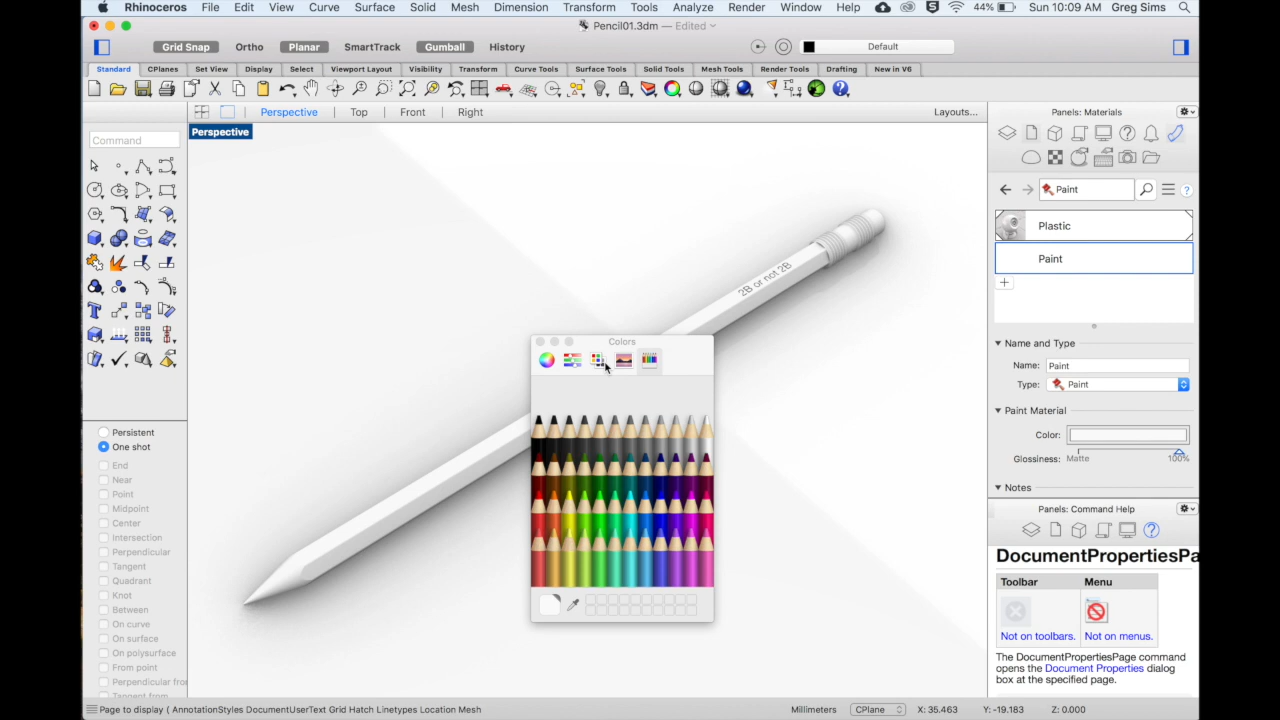 Rhinoceros File Edit View Curve Surface Solid Mesh Dimension Transform Tools Analyze Render Window Help 44% Sun 10:09 AM Greg Sims
Pencil01.3dm — Edited
Grid Snap Ortho Planar SmartTrack Gumball History Default
Standard CPlanes Set View Display Select Viewport Layout Visibility Transform Curve Tools Surface Tools Solid Tools Mesh Tools Render Tools Drafting New in V6
Perspective Top Front Right Layouts...
Panels: Materials
Perspective
Command
Paint
Plastic
Paint
2B or not 2B
Colors
Name and Type
Name: Paint
Type: Paint
Paint Material
Color:
Glossiness: Matte 100%
Notes
Persistent
One shot
End
Near
Point
Midpoint
Center
Intersection
Perpendicular
Tangent
Quadrant
Knot
Between
On curve
On surface
On polysurface
From point
Perpendicular from
Tangent from
Panels: Command Help
DocumentPropertiesPa
Toolbar Menu
Not on toolbars. Not on menus.
The DocumentPropertiesPage command
opens the Document Properties dialog
box at the specified page.
Page to display ( AnnotationStyles DocumentUserText Grid Hatch Linetypes Location Mesh Millimeters CPlane X: 35.463 Y: -19.183 Z: 0.000